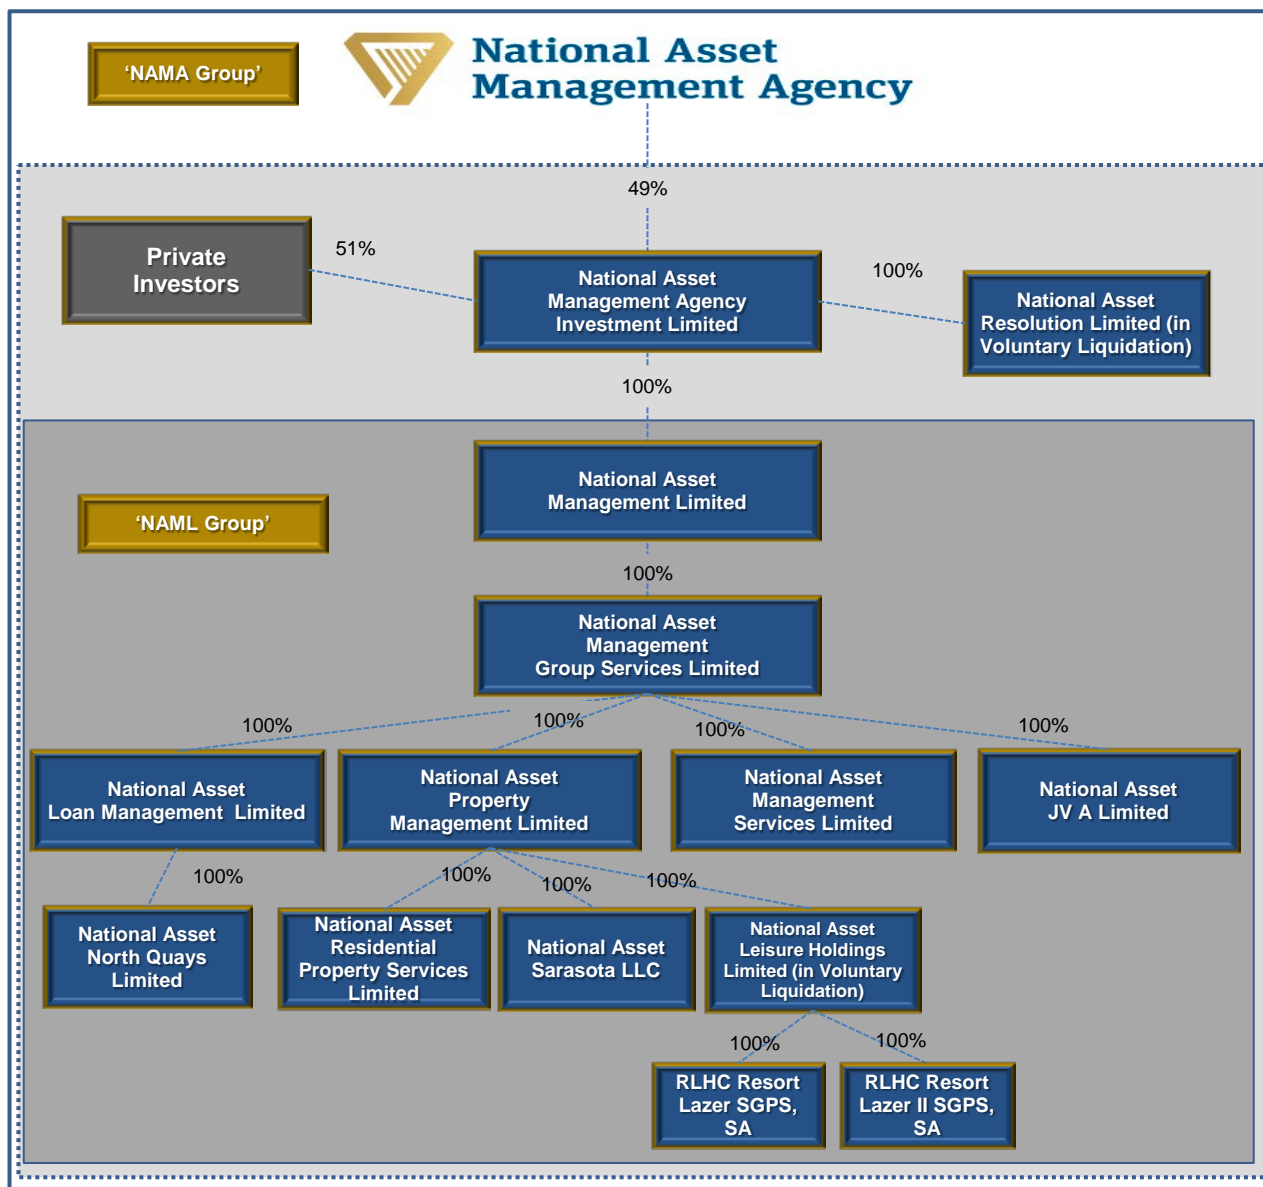 ‘NAMA Group’
National Asset
Management Agency
49%
Private
Investors
51%
National Asset
Management Agency
Investment Limited
100%
National Asset
Resolution Limited (in
Voluntary Liquidation)
100%
National Asset
Management Limited
‘NAML Group’
100%
National Asset
Management
Group Services Limited
100%
100%
100%
100%
National Asset
Loan Management  Limited
National Asset
Property
Management Limited
National Asset
Management
Services Limited
National Asset
JV A Limited
100%
100%
100%
100%
National Asset
North Quays
Limited
National Asset
Residential
Property Services
Limited
National Asset
Sarasota LLC
National Asset
Leisure Holdings
Limited (in Voluntary
Liquidation)
100%
100%
RLHC Resort
Lazer SGPS,
SA
RLHC Resort
Lazer II SGPS,
SA